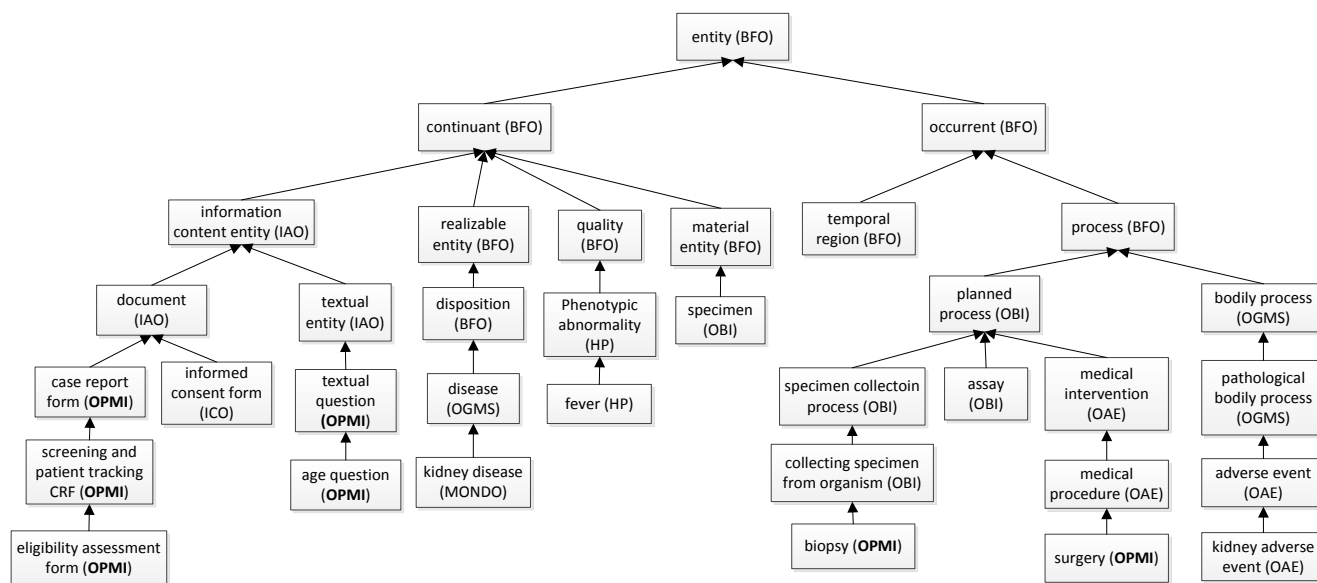 entity (BFO)
continuant (BFO)
occurrent (BFO)
information
content entity (IAO)
realizable
entity (BFO)
quality
(BFO)
material
entity (BFO)
temporal
region (BFO)
process (BFO)
document
(IAO)
textual
entity (IAO)
disposition
(BFO)
Phenotypic
abnormality
(HP)
specimen
(OBI)
planned
process (OBI)
bodily process
(OGMS)
case report
form (OPMI)
informed
consent form
(ICO)
textual
question
(OPMI)
disease
(OGMS)
fever (HP)
specimen collectoin
process (OBI)
assay
(OBI)
medical
intervention
(OAE)
pathological
bodily process
(OGMS)
screening and
patient tracking
CRF (OPMI)
age question
(OPMI)
kidney disease
(MONDO)
collecting specimen
from organism (OBI)
medical
procedure (OAE)
adverse event
(OAE)
eligibility assessment
form (OPMI)
biopsy (OPMI)
surgery (OPMI)
kidney adverse
event (OAE)